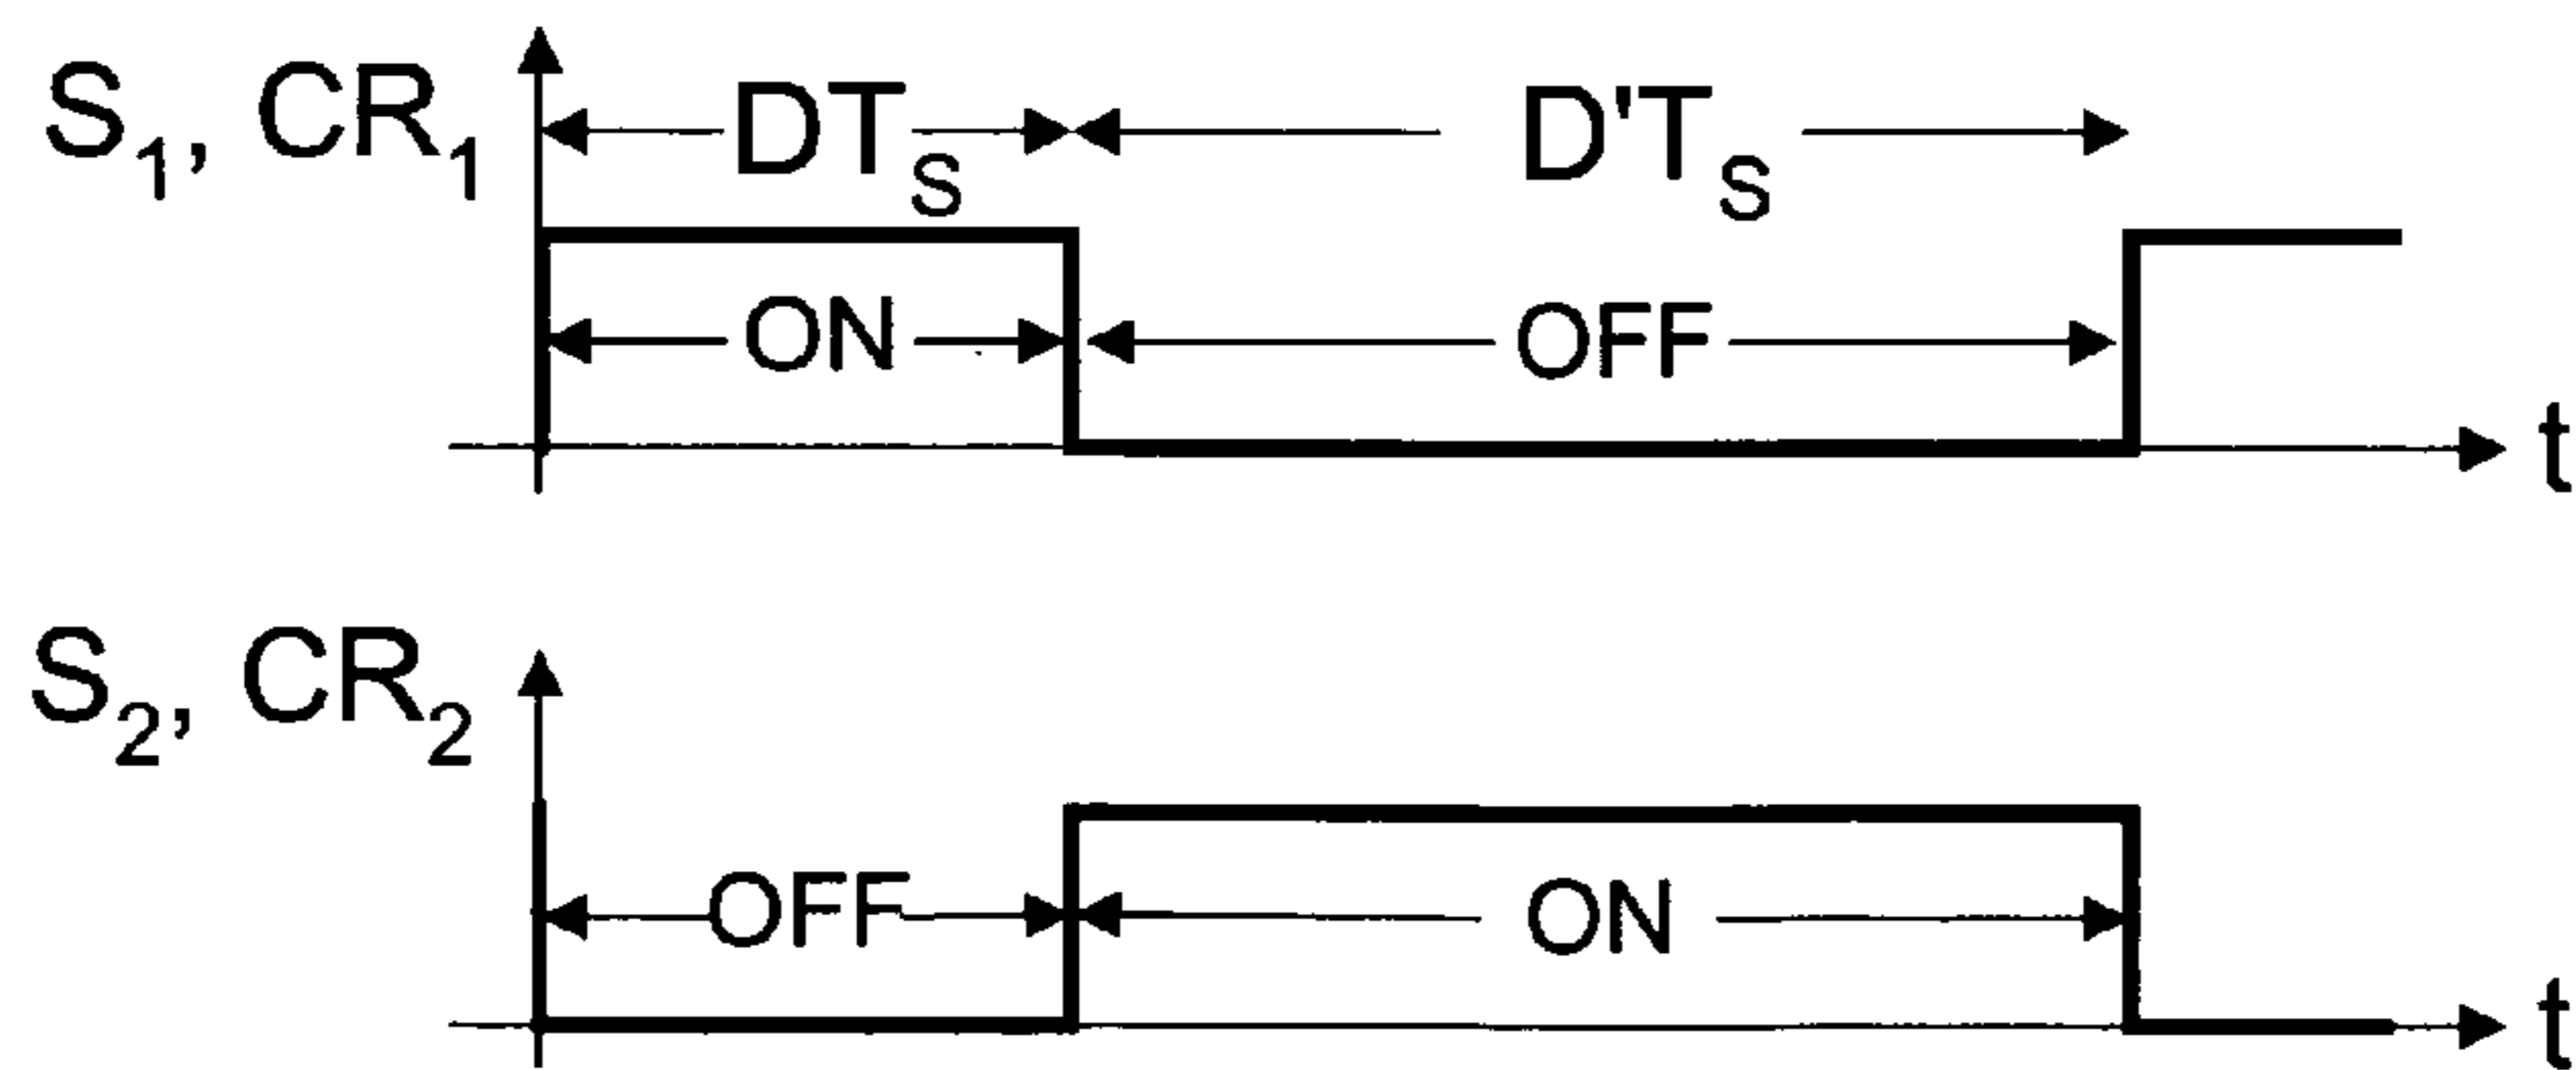 S₁, CR₁
DTₛ
D'Tₛ
ON
OFF
t
S₂, CR₂
OFF
ON
t